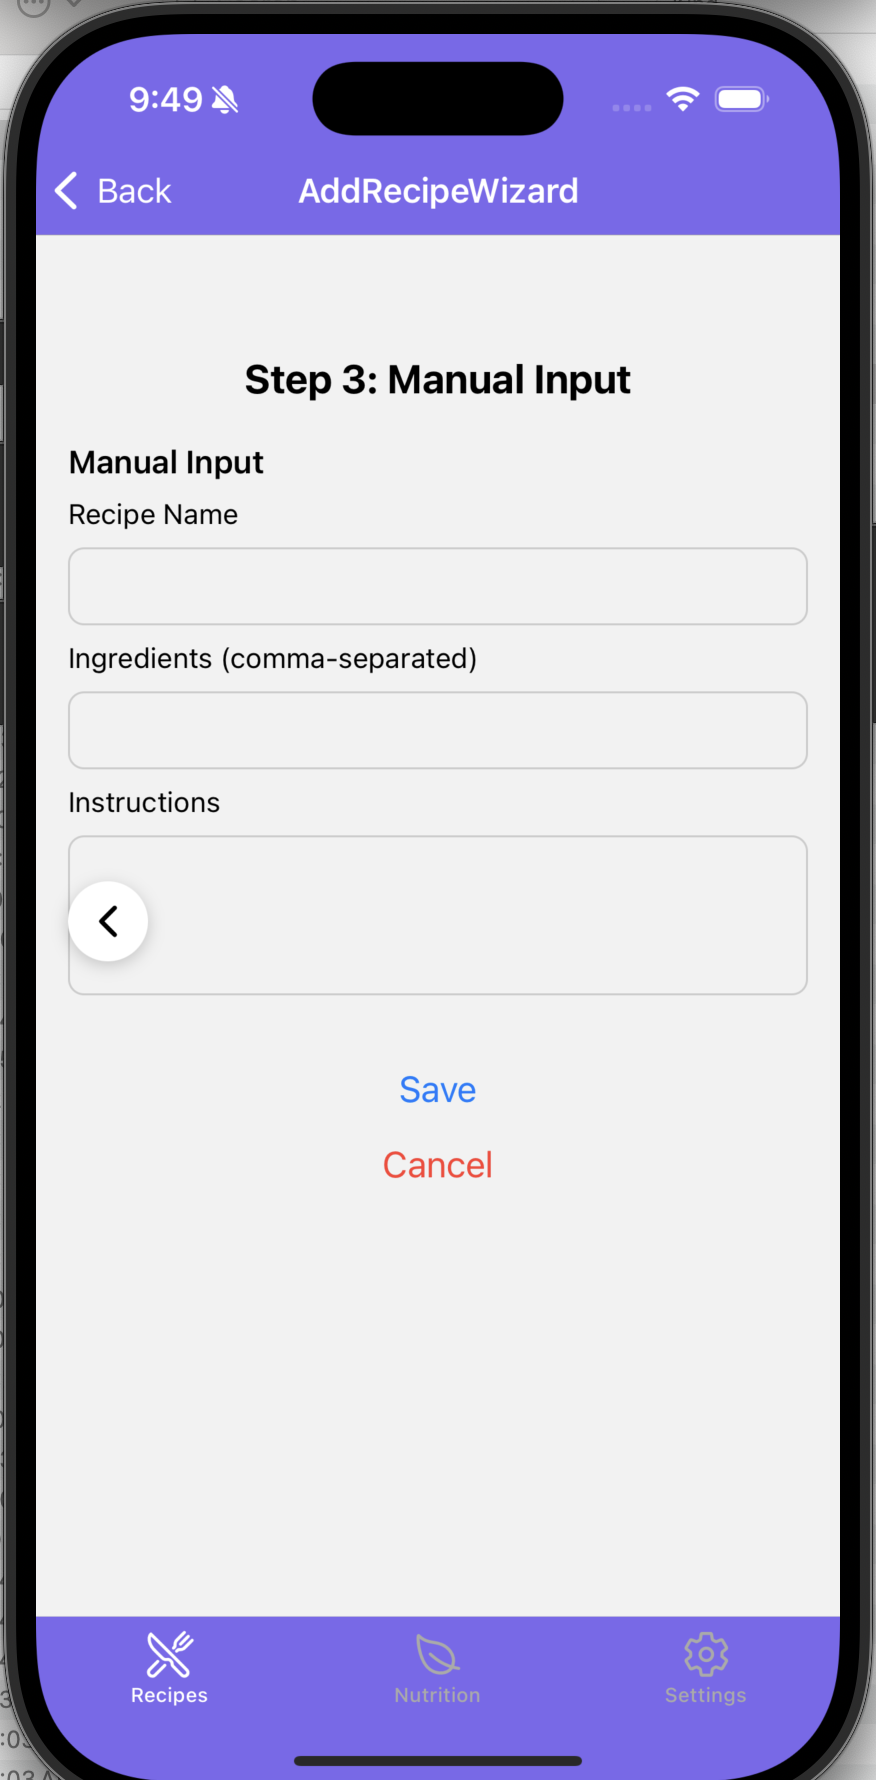 9:49
Back
AddRecipeWizard
Step 3: Manual Input
Manual Input
Recipe Name
Ingredients (comma-separated)
Instructions
Save
Cancel
Recipes
Nutrition
Settings